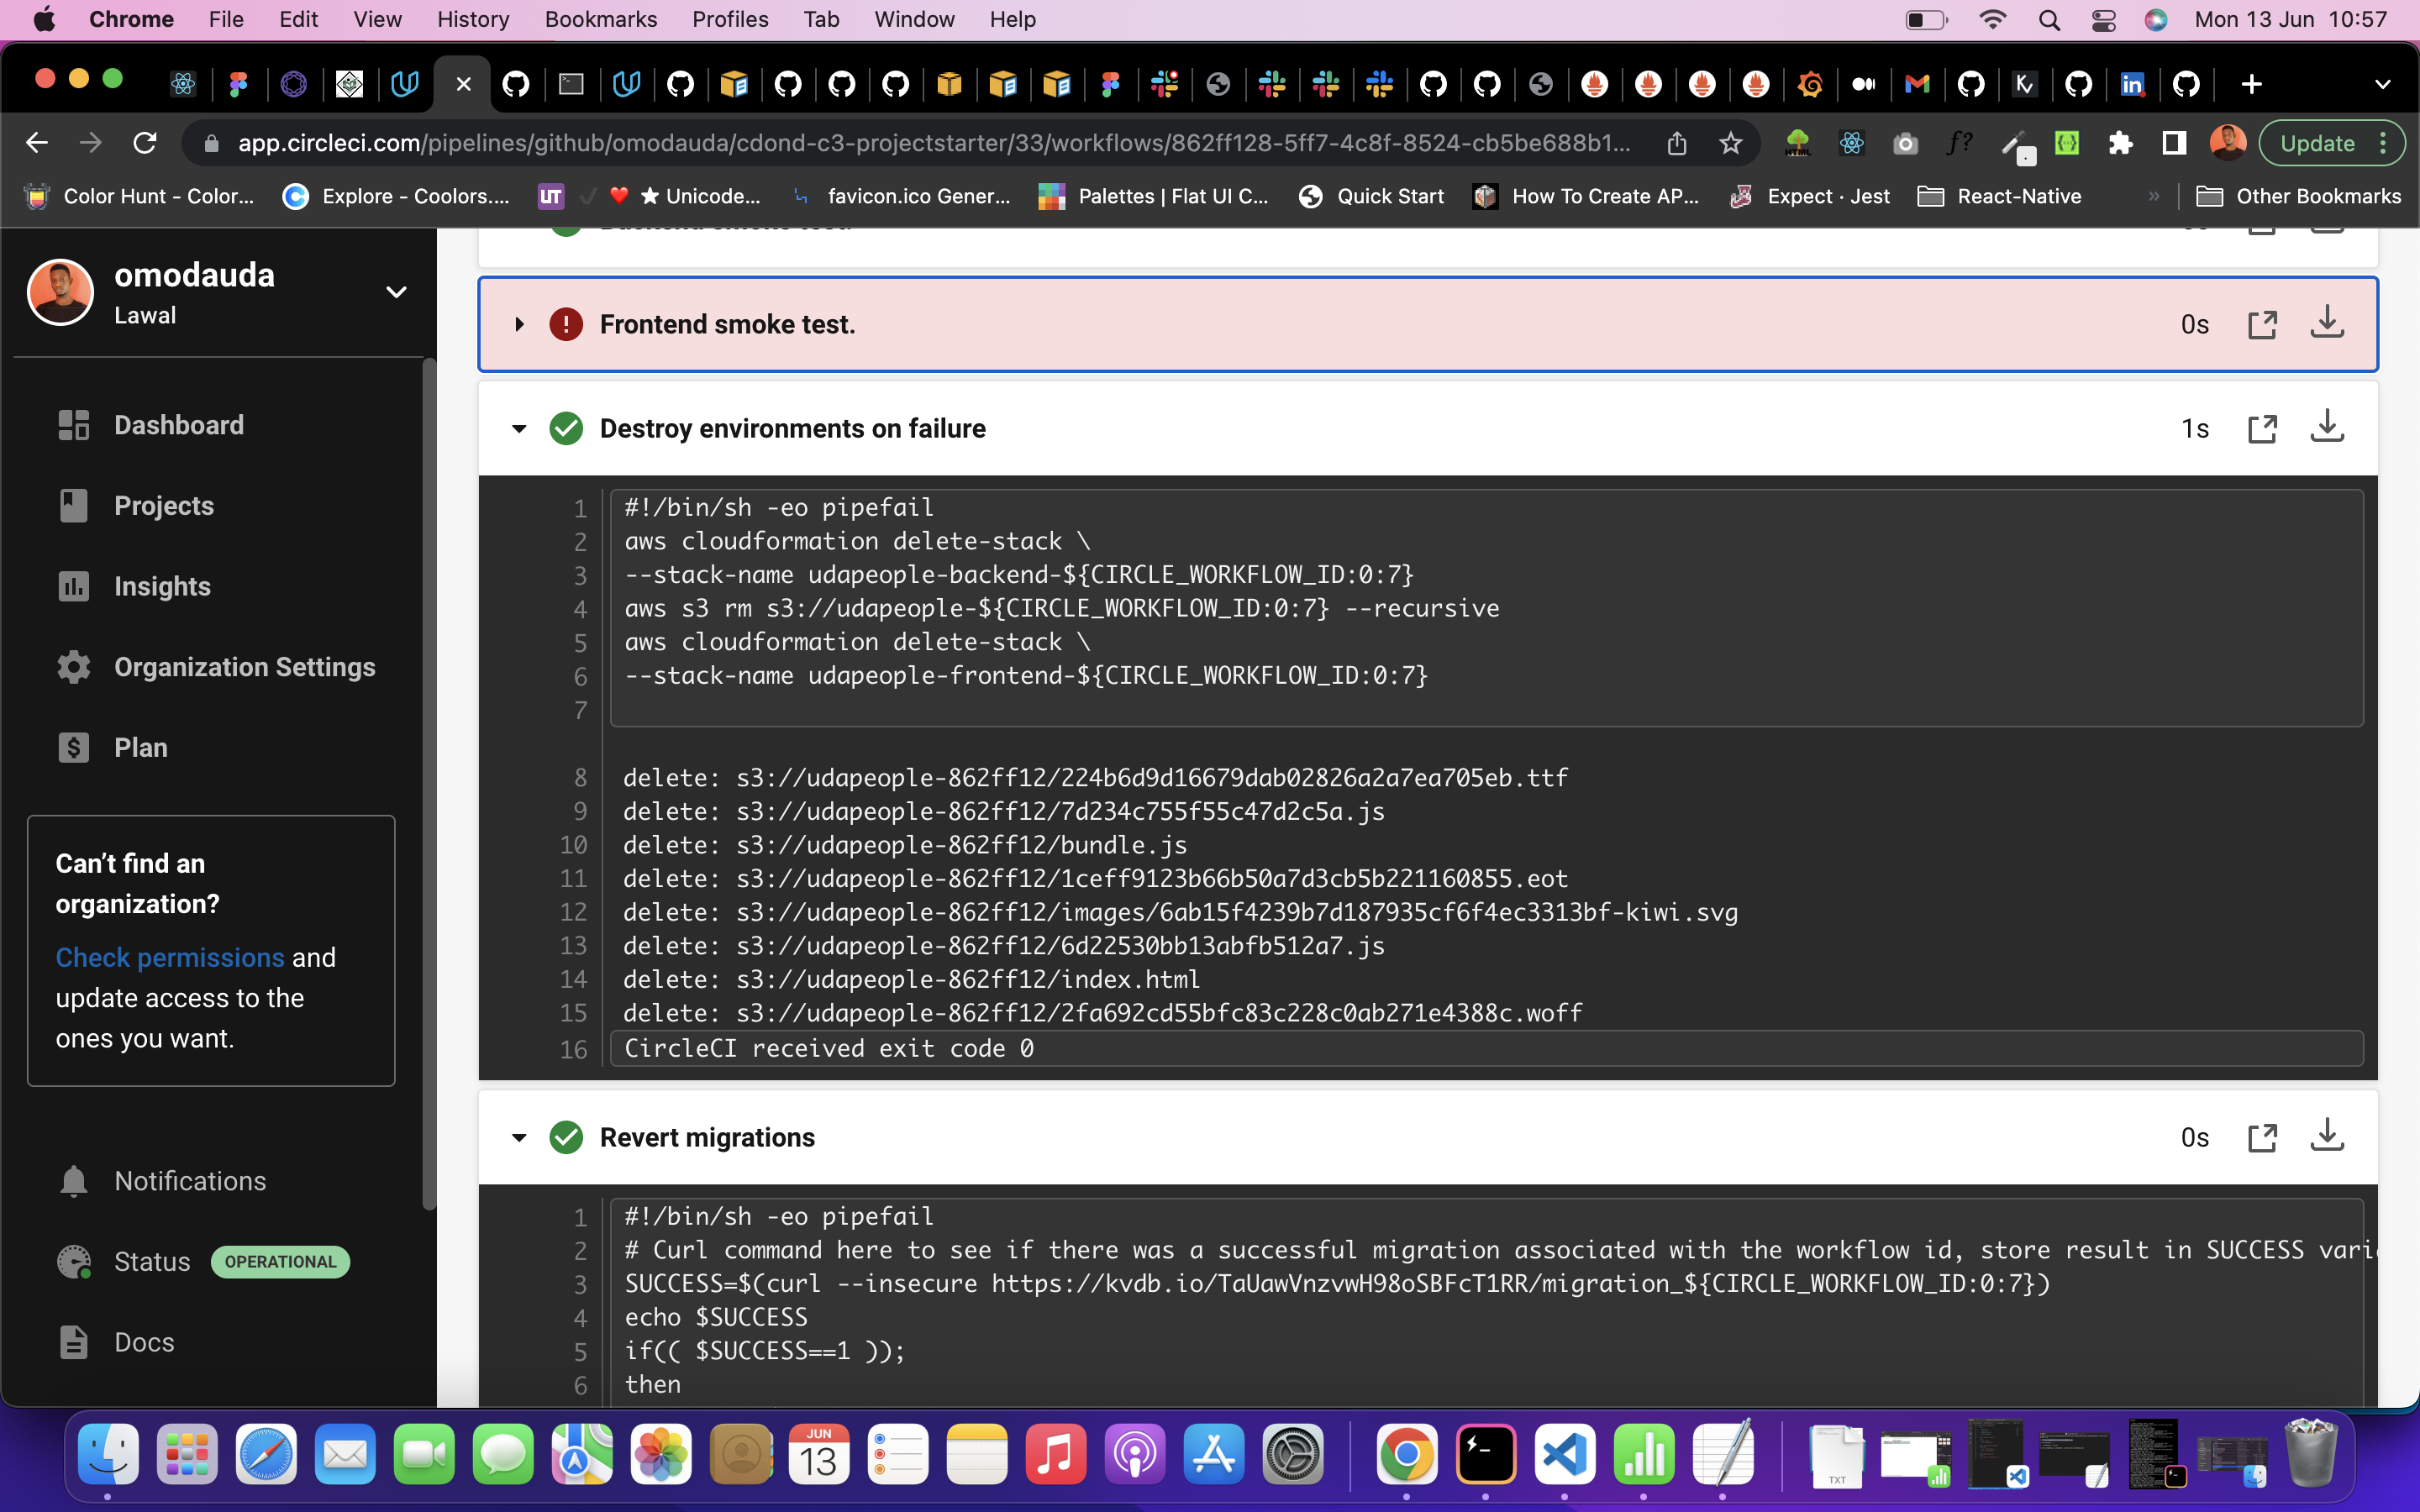 Chrome File Edit View History Bookmarks Profiles Tab Window Help Mon 13 Jun 10:57
app.circleci.com/pipelines/github/omodauda/cdond-c3-projectstarter/33/workflows/862ff128-5ff7-4c8f-8524-cb5be688b1... Update
Color Hunt - Color... Explore - Coolors.... UT ★ Unicode... favicon.ico Gener... Palettes | Flat UI C... Quick Start How To Create AP... Expect · Jest React-Native » Other Bookmarks
omodauda
Lawal
Dashboard
Projects
Insights
Organization Settings
Plan
Can’t find an
organization?
Check permissions and
update access to the
ones you want.
Notifications
Status OPERATIONAL
Docs
Frontend smoke test. 0s
Destroy environments on failure 1s
1 #!/bin/sh -eo pipefail
2 aws cloudformation delete-stack \
3 --stack-name udapeople-backend-${CIRCLE_WORKFLOW_ID:0:7}
4 aws s3 rm s3://udapeople-${CIRCLE_WORKFLOW_ID:0:7} --recursive
5 aws cloudformation delete-stack \
6 --stack-name udapeople-frontend-${CIRCLE_WORKFLOW_ID:0:7}
7
8 delete: s3://udapeople-862ff12/224b6d9d16679dab02826a2a7ea705eb.ttf
9 delete: s3://udapeople-862ff12/7d234c755f55c47d2c5a.js
10 delete: s3://udapeople-862ff12/bundle.js
11 delete: s3://udapeople-862ff12/1ceff9123b66b50a7d3cb5b221160855.eot
12 delete: s3://udapeople-862ff12/images/6ab15f4239b7d187935cf6f4ec3313bf-kiwi.svg
13 delete: s3://udapeople-862ff12/6d22530bb13abfb512a7.js
14 delete: s3://udapeople-862ff12/index.html
15 delete: s3://udapeople-862ff12/2fa692cd55bfc83c228c0ab271e4388c.woff
16 CircleCI received exit code 0
Revert migrations 0s
1 #!/bin/sh -eo pipefail
2 # Curl command here to see if there was a successful migration associated with the workflow id, store result in SUCCESS
3 SUCCESS=$(curl --insecure https://kvdb.io/TaUawVnzvwH98oSBFcT1RR/migration_${CIRCLE_WORKFLOW_ID:0:7})
4 echo $SUCCESS
5 if(( $SUCCESS==1 ));
6 then
JUN
13
TXT